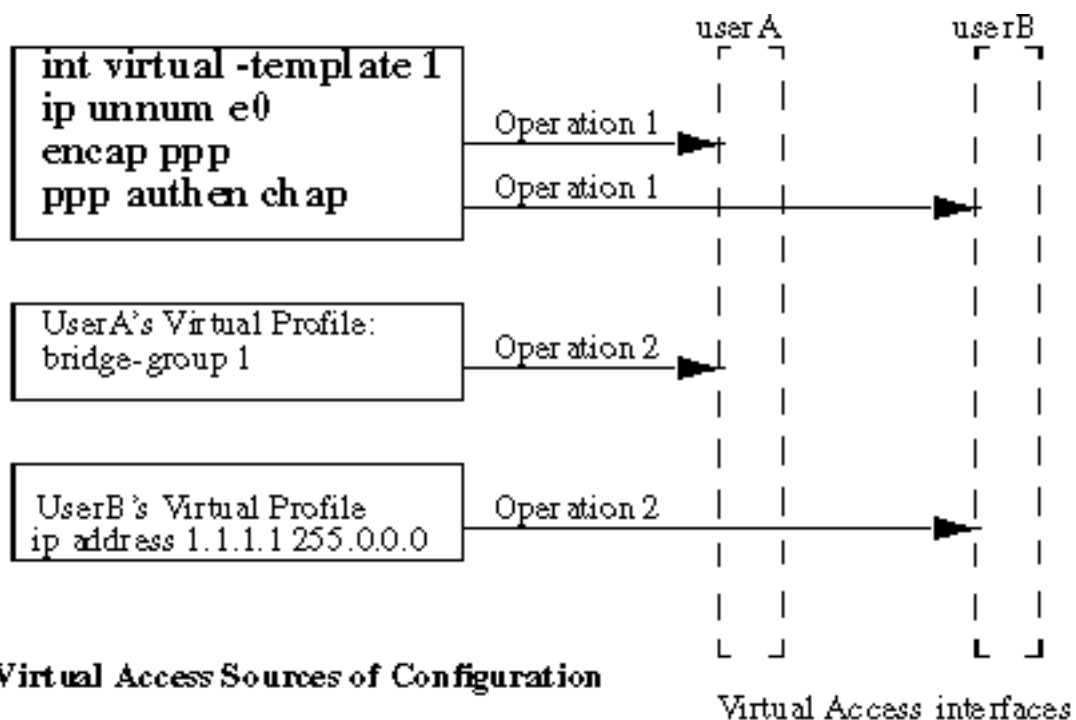 userA
userB
int virtual-template 1
ip unnum e0
encap ppp
ppp authen chap
Operation 1
Operation 1
UserA's Virtual Profile:
bridge-group 1
Operation 2
UserB's Virtual Profile
ip address 1.1.1.1 255.0.0.0
Operation 2
Virtual Access Sources of Configuration
Virtual Access interfaces